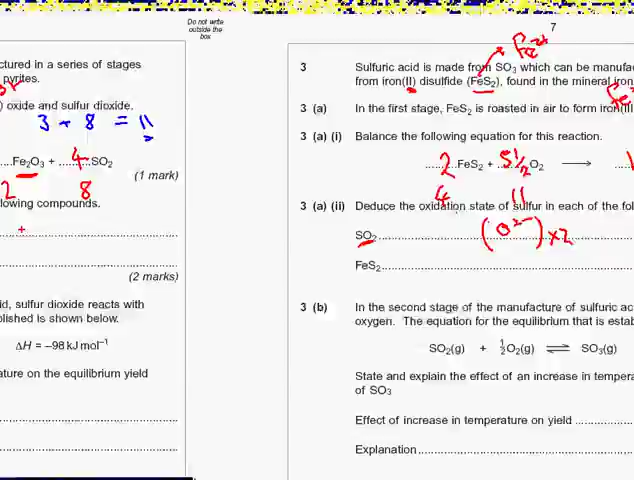 Do not write
outside the
box
ctured in a series of stages
pyrites.
) oxide and sulfur dioxide.
3 + 8 = 11
.....Fe2O3 + ....4...SO2
(1 mark)
2 8
lowing compounds.
+
(2 marks)
id, sulfur dioxide reacts with
blished is shown below.
ΔH = –98 kJ mol–1
ature on the equilibrium yield
7
Fe2+
3 Sulfuric acid is made from SO3 which can be manufa
from iron(II) disulfide (FeS2), found in the mineral iron
3 (a) In the first stage, FeS2 is roasted in air to form iron(III
3 (a) (i) Balance the following equation for this reaction.
2 FeS2 + 5½ O2 ⟶
4 11
3 (a) (ii) Deduce the oxidation state of sulfur in each of the fol
SO2 (O2−) ×2
FeS2
3 (b) In the second stage of the manufacture of sulfuric ac
oxygen. The equation for the equilibrium that is estab
SO2(g) + ½O2(g) ⇌ SO3(g)
State and explain the effect of an increase in tempera
of SO3
Effect of increase in temperature on yield
Explanation